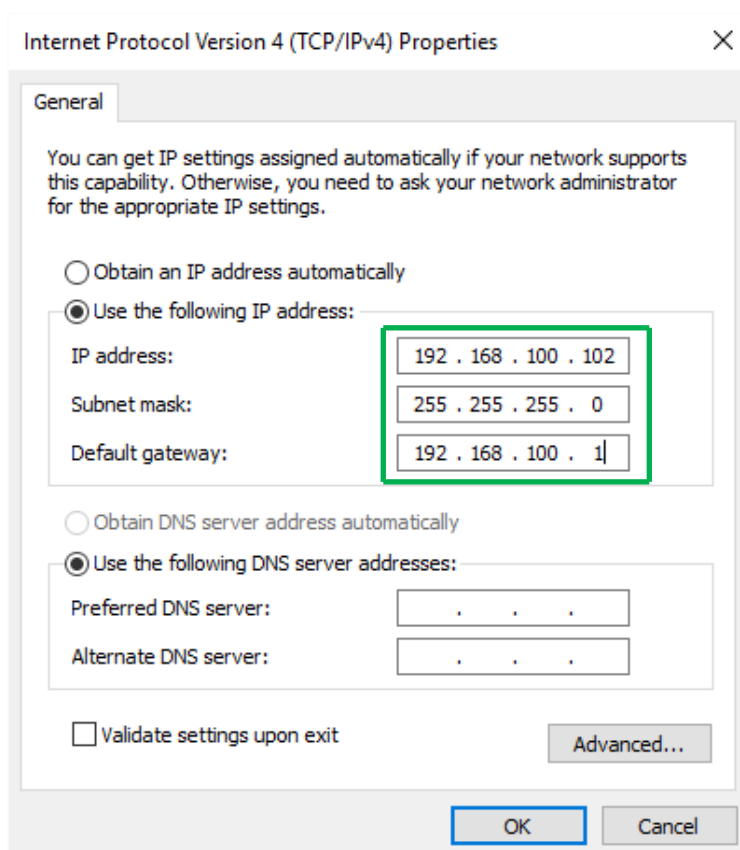 Internet Protocol Version 4 (TCP/IPv4) Properties
General
You can get IP settings assigned automatically if your network supports
this capability. Otherwise, you need to ask your network administrator
for the appropriate IP settings.
Obtain an IP address automatically
Use the following IP address:
IP address: 192 . 168 . 100 . 102
Subnet mask: 255 . 255 . 255 . 0
Default gateway: 192 . 168 . 100 . 1
Obtain DNS server address automatically
Use the following DNS server addresses:
Preferred DNS server: . . .
Alternate DNS server: . . .
Validate settings upon exit
Advanced...
OK Cancel